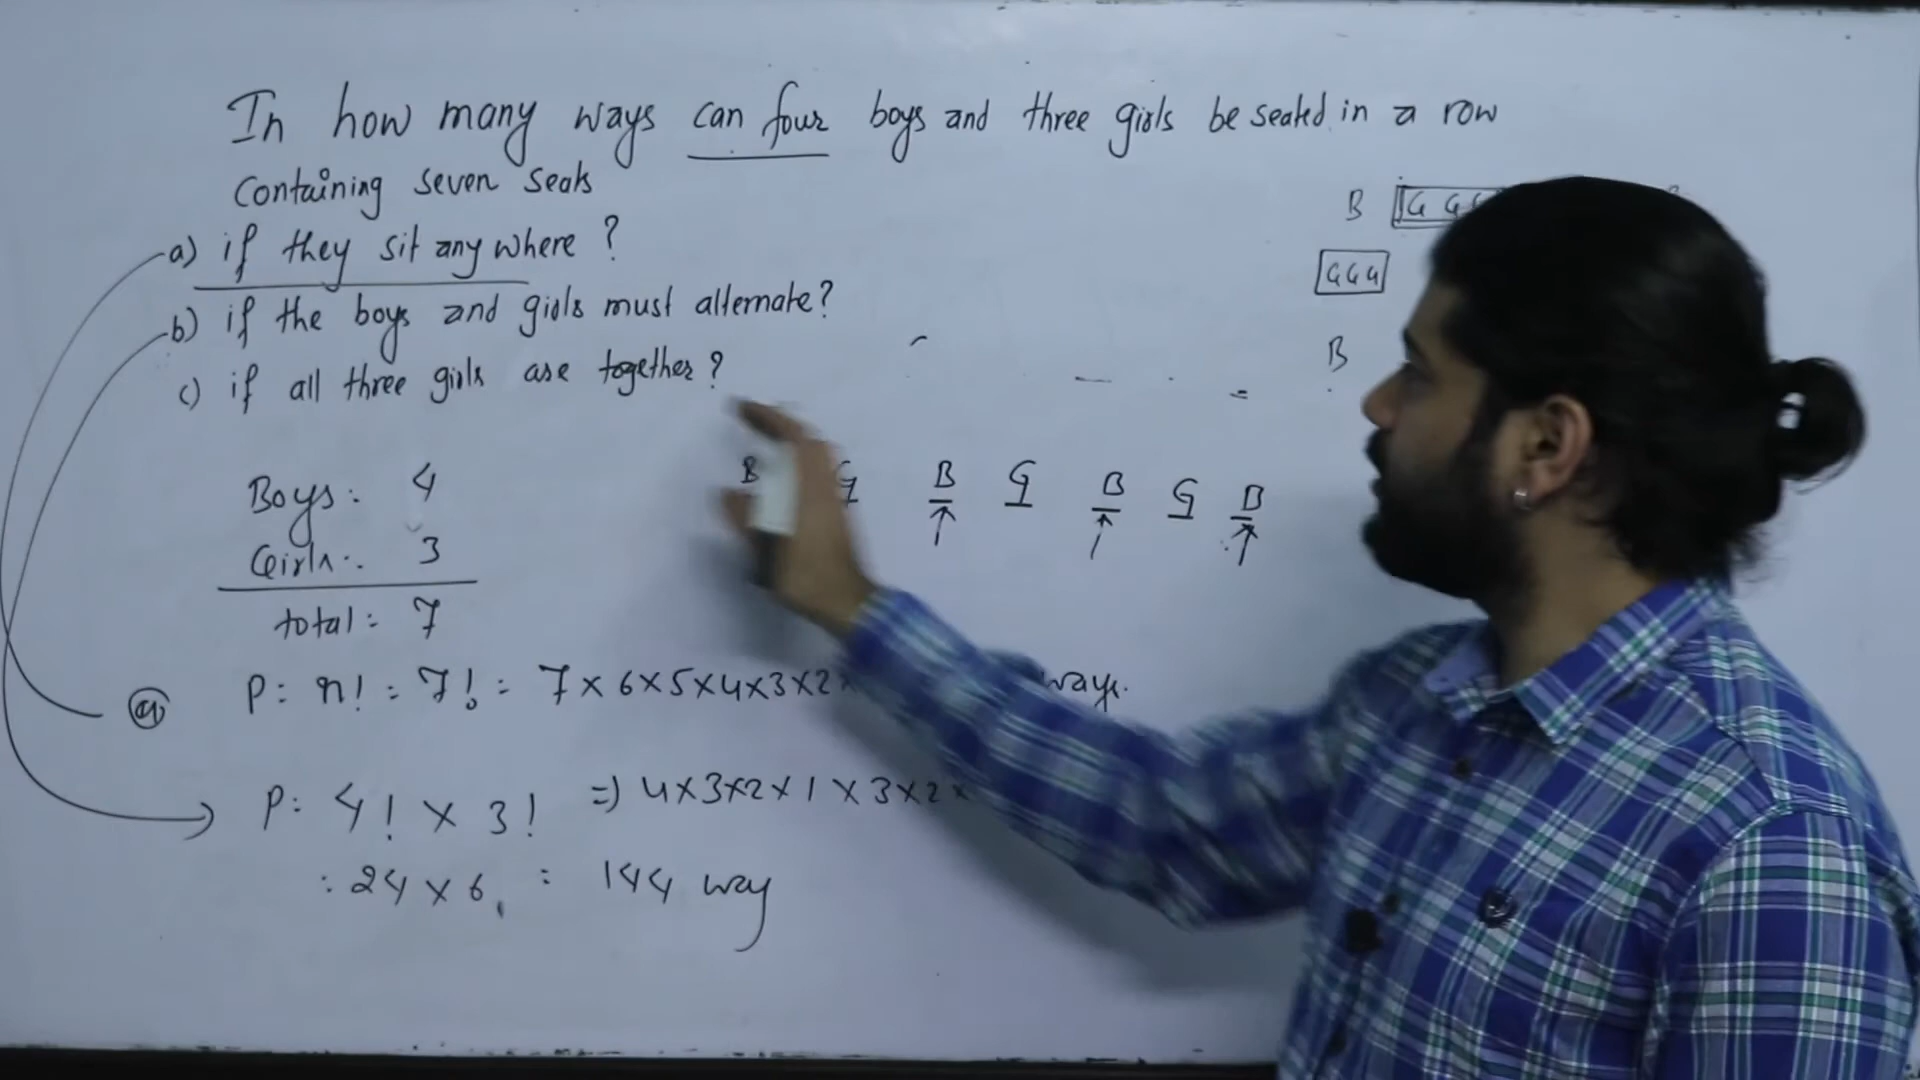 In how many ways can four boys and three girls be seated in a row
containing seven seats
a) if they sit anywhere ?
b) if the boys and girls must alternate?
c) if all three girls are together ?
B G G
GGG
B
B G B G B G B
Boys: 4
Girls: 3
total: 7
a P: n! = 7! = 7 x 6 x 5 x 4 x 3 x 2 x ways.
P: 4! x 3! => 4 x 3 x 2 x 1 x 3 x 2 x
: 24 x 6 = 144 way